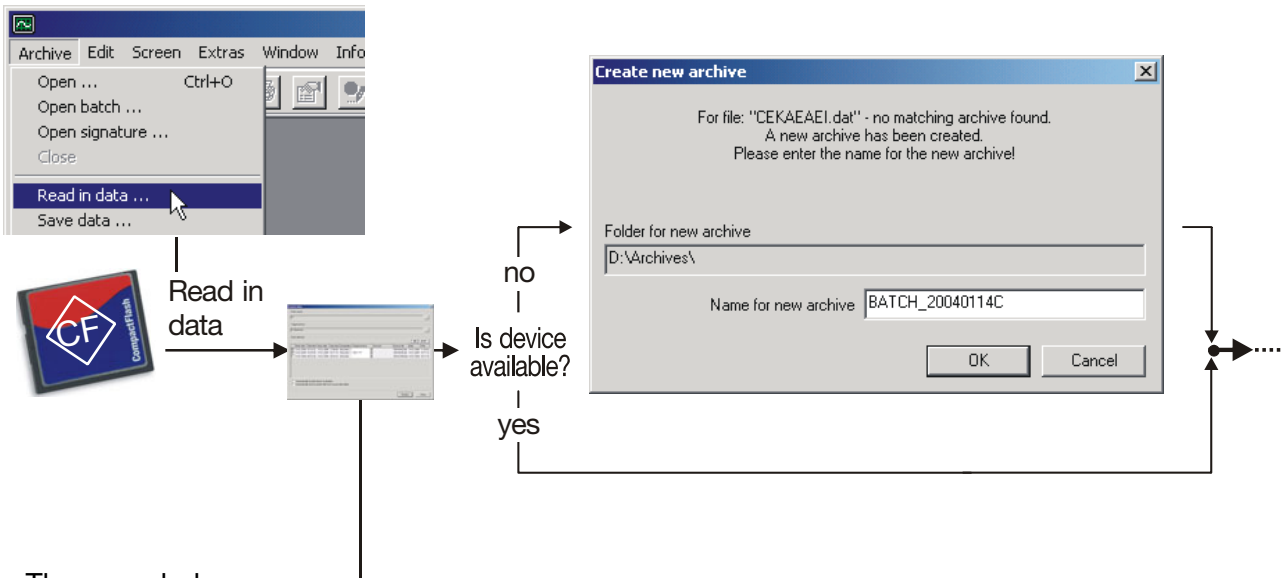 Archive Edit Screen Extras Window Info
Open ... Ctrl+O
Open batch ...
Open signature ...
Close
Read in data ...
Save data ...
CF
CompactFlash
Read in
data
Is device
available?
no
yes
Create new archive
For file: "CEKAEAEI.dat" - no matching archive found.
A new archive has been created.
Please enter the name for the new archive!
Folder for new archive
D:\Archives\
Name for new archive BATCH_20040114C
OK Cancel